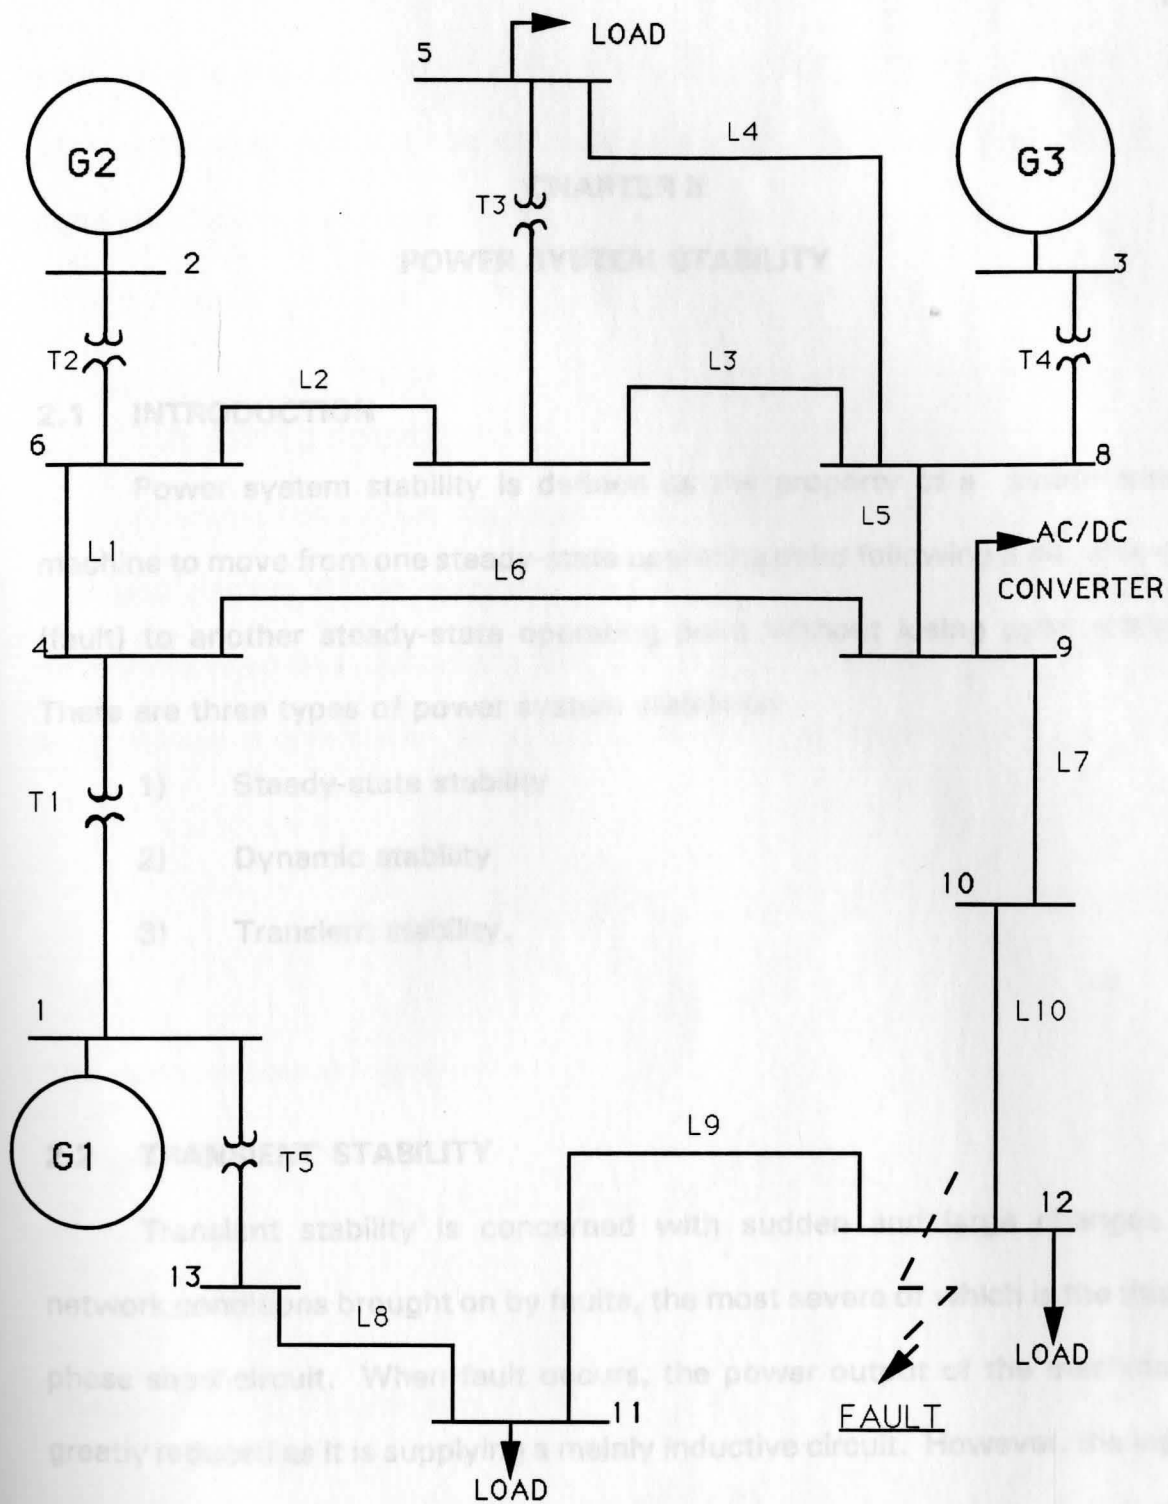 LOAD
5
G2
L4
G3
T3
CHAPTER II
POWER SYSTEM STABILITY
2
3
T2
L2
L3
T4
2.1 INTRODUCTION
6
8
Power system stability is defined as the property of a
L1
L5
AC/DC
machine to move from one steady-state operating point following a
L6
CONVERTER
(fault) to another steady-state operating point without losing
4
9
There are three types of power system
L7
1) Steady-state stability
T1
2) Dynamic stability
10
3) Transient stability.
1
L10
L9
G1
T5
TRANSIENT STABILITY
12
Transient stability is concerned with sudden and large changes
13
network conditions brought on by faults, the most severe of which is the
L8
LOAD
phase short circuit. When fault occurs, the power output of the
11
FAULT
greatly reduced as it is supplying a mainly inductive circuit. However, the
LOAD